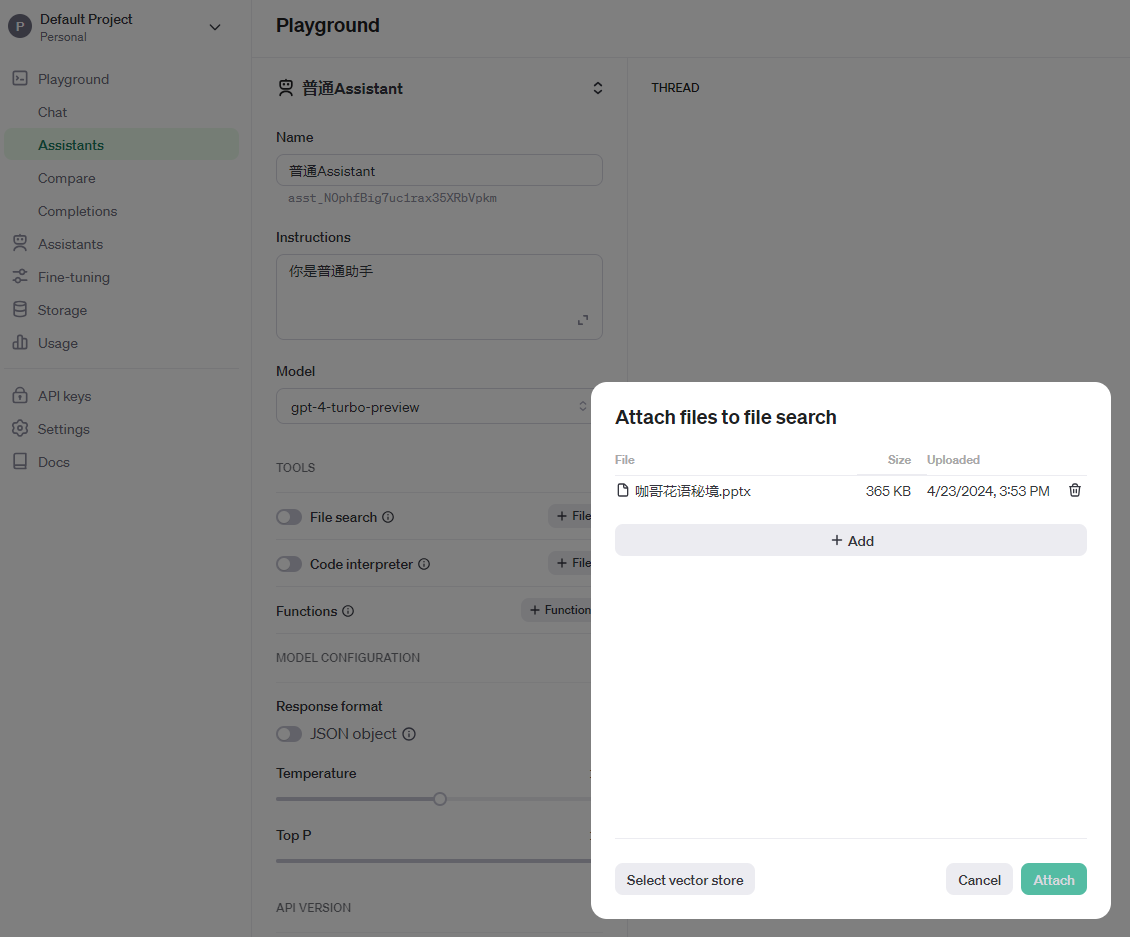 P
Default Project
Personal
Playground
Chat
Assistants
Compare
Completions
Assistants
Fine-tuning
Storage
Usage
API keys
Settings
Docs
Playground
普通Assistant
Name
普通Assistant
asst_NOphfBig7uc1rax35XRbVpkm
Instructions
你是普通助手
Model
gpt-4-turbo-preview
TOOLS
File search
+ File
Code interpreter
+ File
Functions
+ Function
MODEL CONFIGURATION
Response format
JSON object
Temperature
Top P
API VERSION
THREAD
Attach files to file search
File Size Uploaded
咖哥花语秘境.pptx 365 KB 4/23/2024, 3:53 PM
+ Add
Select vector store Cancel Attach